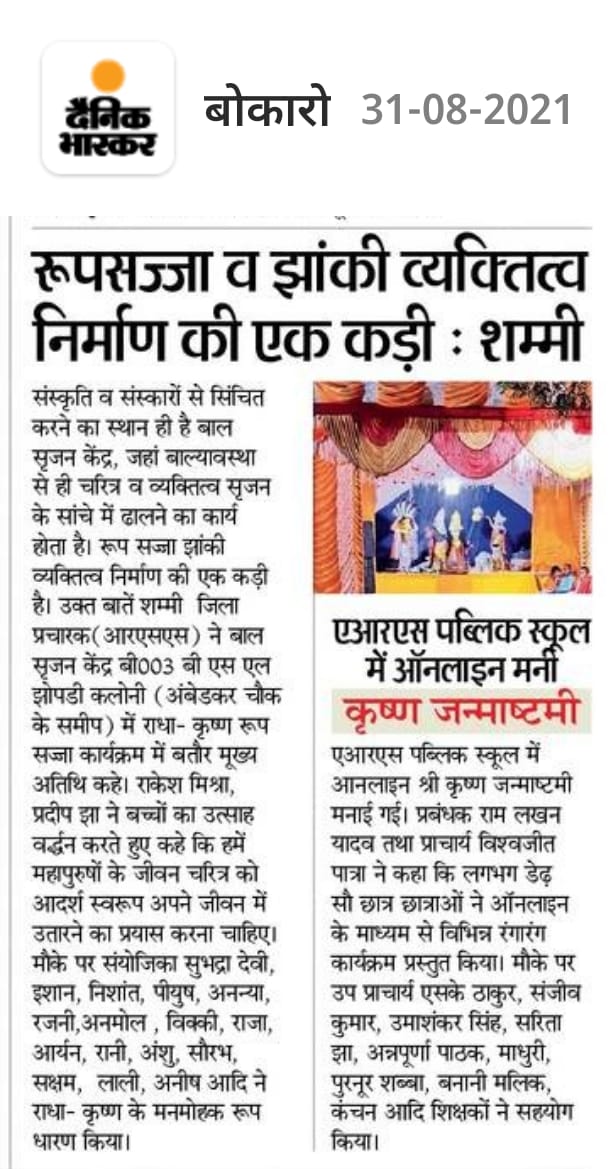 दैनिक
भास्कर
बोकारो 31-08-2021
रूपसज्जा व झांकी व्यक्तित्व
निर्माण की एक कड़ी : शम्मी
संस्कृति व संस्कारों से सिंचित
करने का स्थान ही है बाल
सृजन केंद्र, जहां बाल्यावस्था
से ही चरित्र व व्यक्तित्व सृजन
के सांचे में ढालने का कार्य
होता है। रूप सज्जा झांकी
व्यक्तित्व निर्माण की एक कड़ी
है। उक्त बातें शम्मी जिला
प्रचारक(आरएसएस) ने बाल
सृजन केंद्र बी003 बी एस एल
झोपडी कलोनी (अंबेडकर चौक
के समीप) में राधा- कृष्ण रूप
सज्जा कार्यक्रम में बतौर मूख्य
अतिथि कहे। राकेश मिश्रा,
प्रदीप झा ने बच्चों का उत्साह
वर्द्धन करते हुए कहे कि हमें
महापुरुषों के जीवन चरित्र को
आदर्श स्वरूप अपने जीवन में
उतारने का प्रयास करना चाहिए।
मौके पर संयोजिका सुभद्रा देवी,
इशान, निशांत, पीयुष, अनन्या,
रजनी,अनमोल , विक्की, राजा,
आर्यन, रानी, अंशु, सौरभ,
सक्षम, लाली, अनीष आदि ने
राधा- कृष्ण के मनमोहक रूप
धारण किया।
एआरएस पब्लिक स्कूल
में ऑनलाइन मनी
कृष्ण जन्माष्टमी
एआरएस पब्लिक स्कूल में
आनलाइन श्री कृष्ण जन्माष्टमी
मनाई गई। प्रबंधक राम लखन
यादव तथा प्राचार्य विश्वजीत
पात्रा ने कहा कि लगभग डेढ़
सौ छात्र छात्राओं ने ऑनलाइन
के माध्यम से विभिन्न रंगारंग
कार्यक्रम प्रस्तुत किया। मौके पर
उप प्राचार्य एसके ठाकुर, संजीव
कुमार, उमाशंकर सिंह, सरिता
झा, अन्नपूर्णा पाठक, माधुरी,
पुरनूर शब्बा, बनानी मलिक,
कंचन आदि शिक्षकों ने सहयोग
किया।